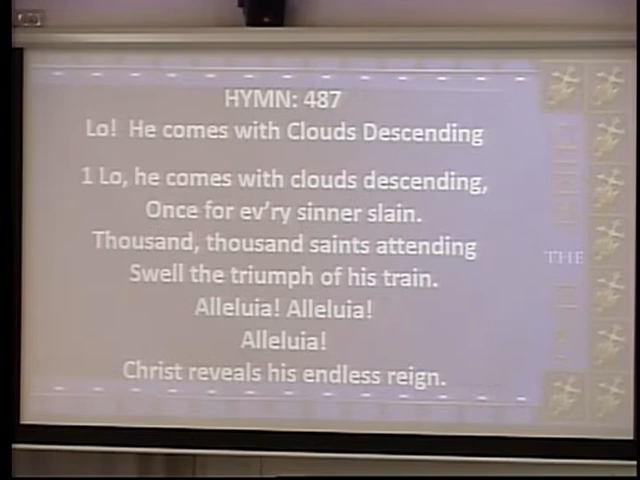 HYMN: 487
Lo! He comes with Clouds Descending
1 Lo, he comes with clouds descending,
Once for ev'ry sinner slain.
Thousand, thousand saints attending
Swell the triumph of his train.
Alleluia! Alleluia!
Alleluia!
Christ reveals his endless reign.
THE